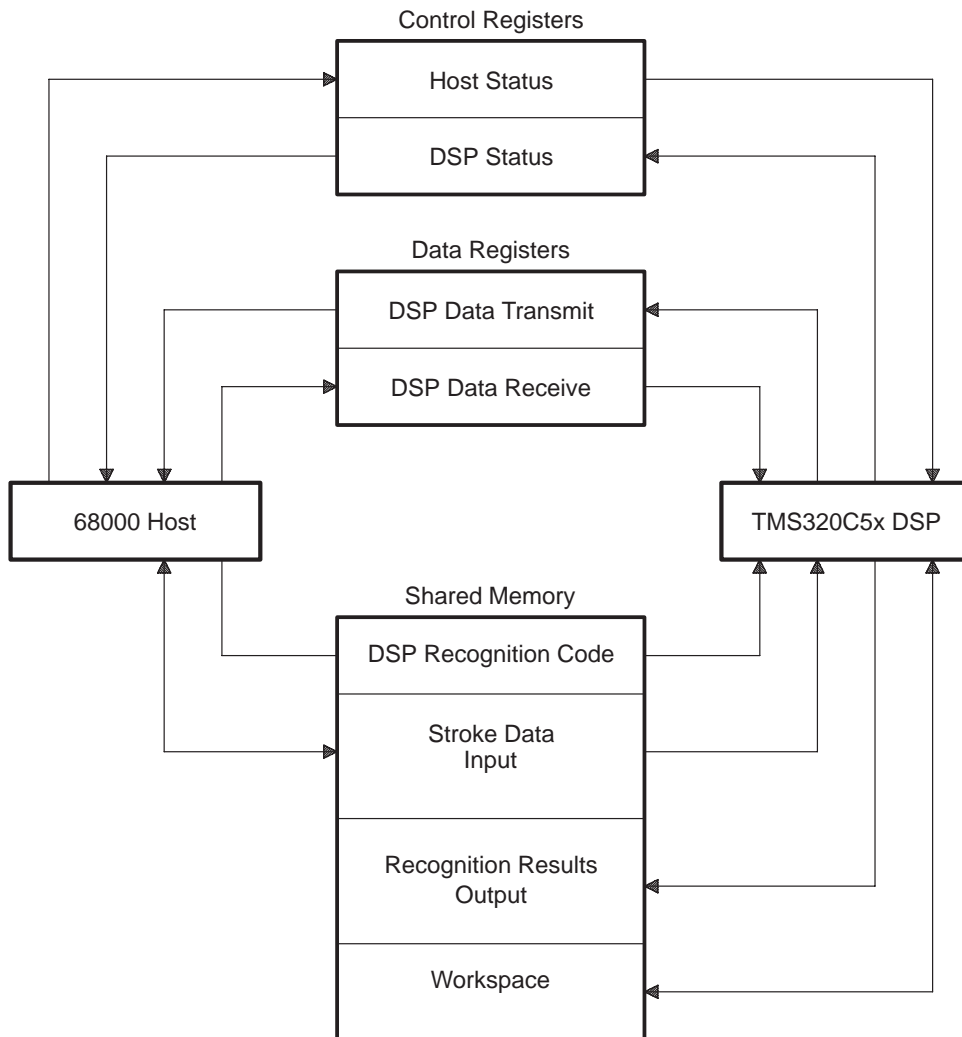 Control Registers
Host Status
DSP Status
Data Registers
DSP Data Transmit
DSP Data Receive
68000 Host
TMS320C5x DSP
Shared Memory
DSP Recognition Code
Stroke Data
Input
Recognition Results
Output
Workspace